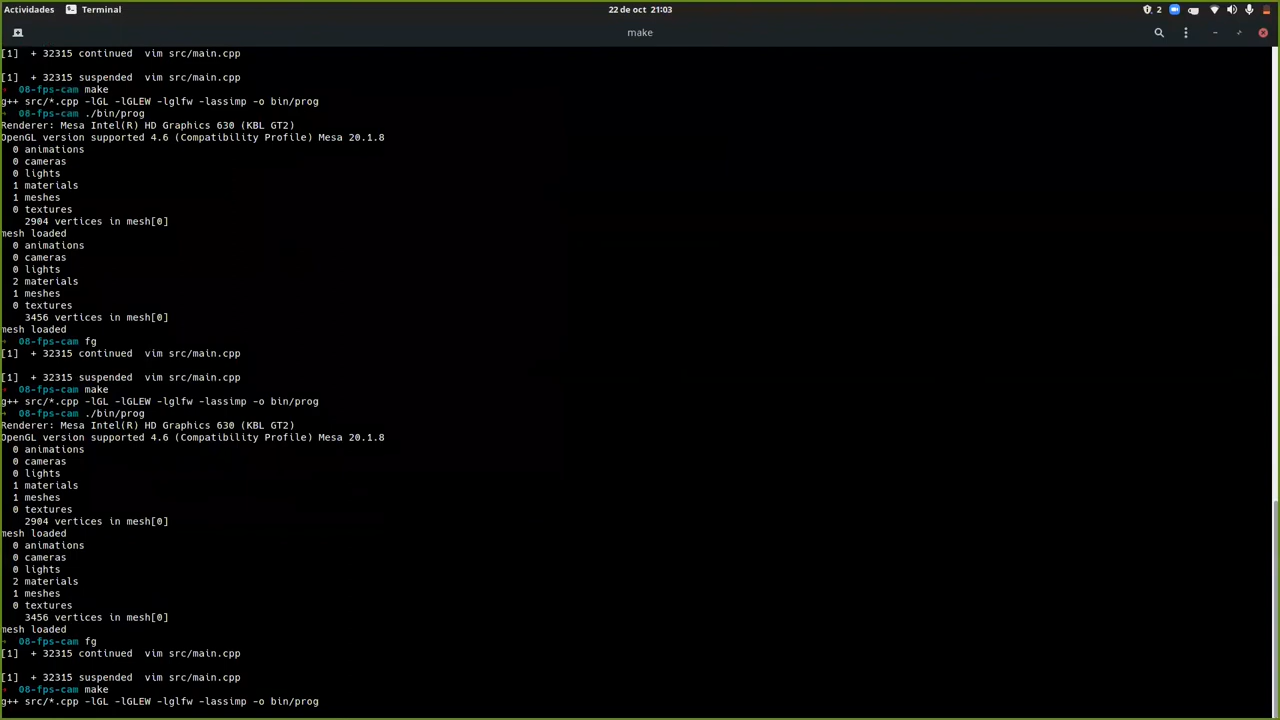 Actividades Terminal 22 de oct 21:03 2
make
[1] + 32315 continued vim src/main.cpp
[1] + 32315 suspended vim src/main.cpp
➜ 08-fps-cam make
g++ src/*.cpp -lGL -lGLEW -lglfw -lassimp -o bin/prog
➜ 08-fps-cam ./bin/prog
Renderer: Mesa Intel(R) HD Graphics 630 (KBL GT2)
OpenGL version supported 4.6 (Compatibility Profile) Mesa 20.1.8
0 animations
0 cameras
0 lights
1 materials
1 meshes
0 textures
2904 vertices in mesh[0]
mesh loaded
0 animations
0 cameras
0 lights
2 materials
1 meshes
0 textures
3456 vertices in mesh[0]
mesh loaded
➜ 08-fps-cam fg
[1] + 32315 continued vim src/main.cpp
[1] + 32315 suspended vim src/main.cpp
➜ 08-fps-cam make
g++ src/*.cpp -lGL -lGLEW -lglfw -lassimp -o bin/prog
➜ 08-fps-cam ./bin/prog
Renderer: Mesa Intel(R) HD Graphics 630 (KBL GT2)
OpenGL version supported 4.6 (Compatibility Profile) Mesa 20.1.8
0 animations
0 cameras
0 lights
1 materials
1 meshes
0 textures
2904 vertices in mesh[0]
mesh loaded
0 animations
0 cameras
0 lights
2 materials
1 meshes
0 textures
3456 vertices in mesh[0]
mesh loaded
➜ 08-fps-cam fg
[1] + 32315 continued vim src/main.cpp
[1] + 32315 suspended vim src/main.cpp
➜ 08-fps-cam make
g++ src/*.cpp -lGL -lGLEW -lglfw -lassimp -o bin/prog